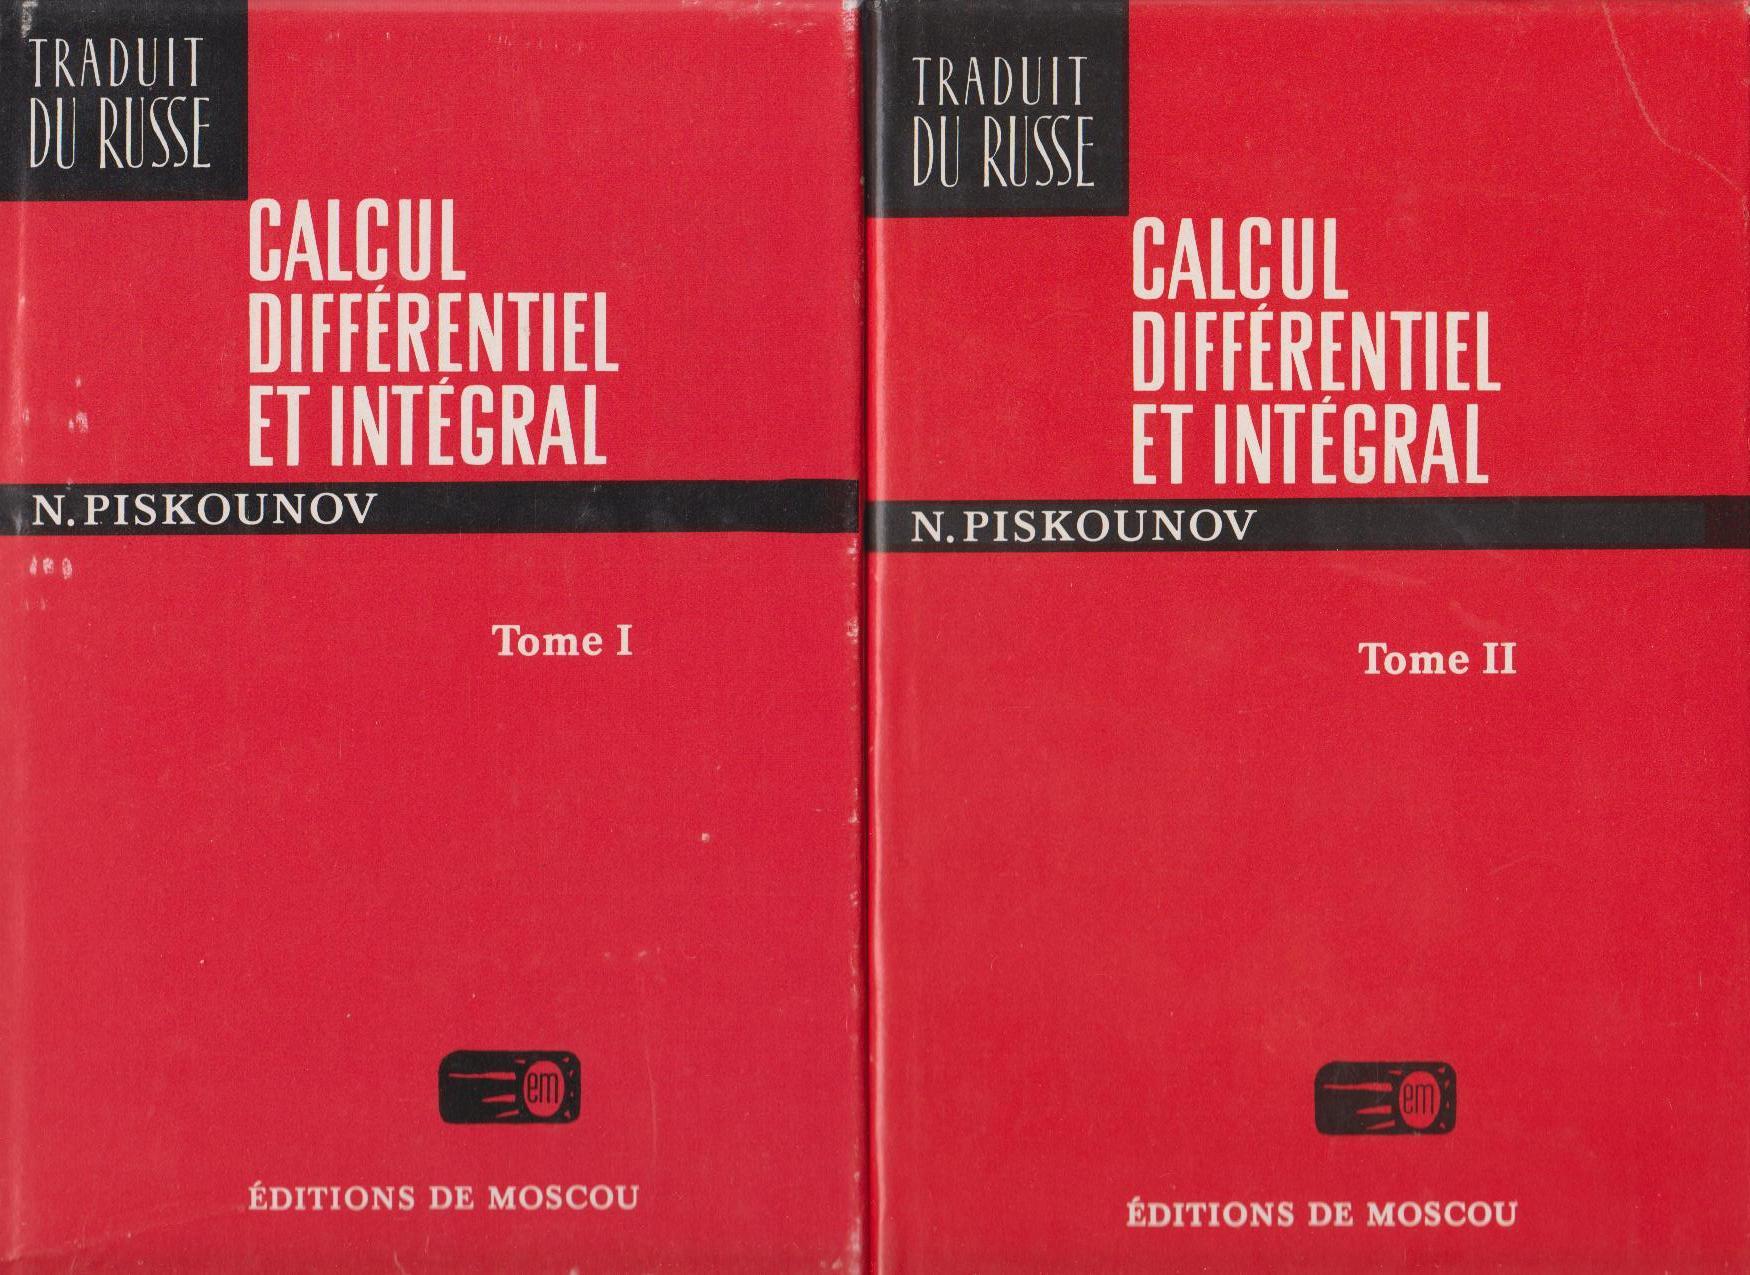 TRADUIT
DU RUSSE
CALCUL
DIFFÉRENTIEL
ET INTÉGRAL
N. PISKOUNOV
Tome I
em
ÉDITIONS DE MOSCOU
TRADUIT
DU RUSSE
CALCUL
DIFFÉRENTIEL
ET INTÉGRAL
N. PISKOUNOV
Tome II
em
ÉDITIONS DE MOSCOU